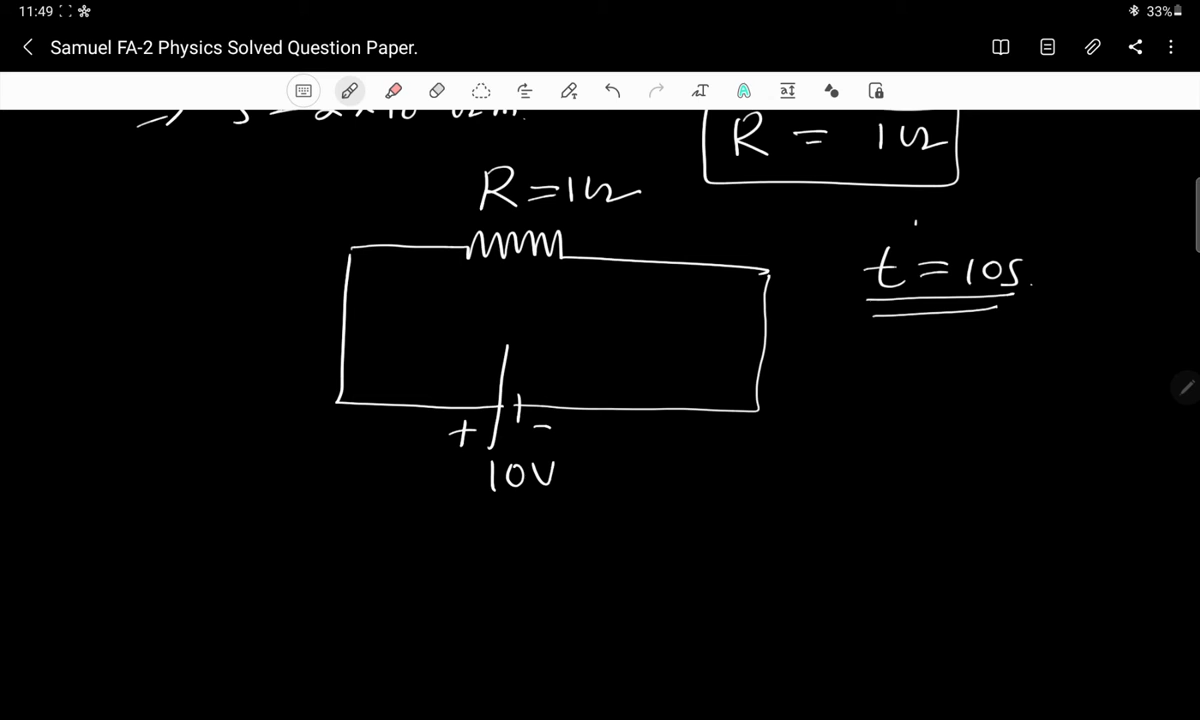 11:49
33%
Samuel FA-2 Physics Solved Question Paper.
R = 1Ω
R=1Ω
t = 10s.
+ -
10V